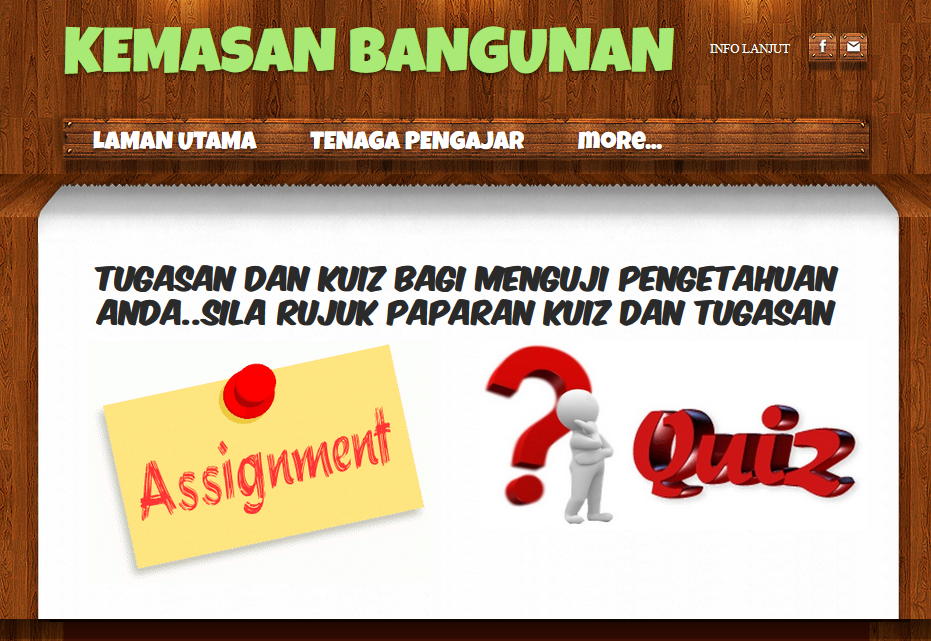 KEMASAN BANGUNAN
INFO LANJUT
LAMAN UTAMA TENAGA PENGAJAR more...
TUGASAN DAN KUIZ BAGI MENGUJI PENGETAHUAN
ANDA..SILA RUJUK PAPARAN KUIZ DAN TUGASAN
Assignment
Quiz